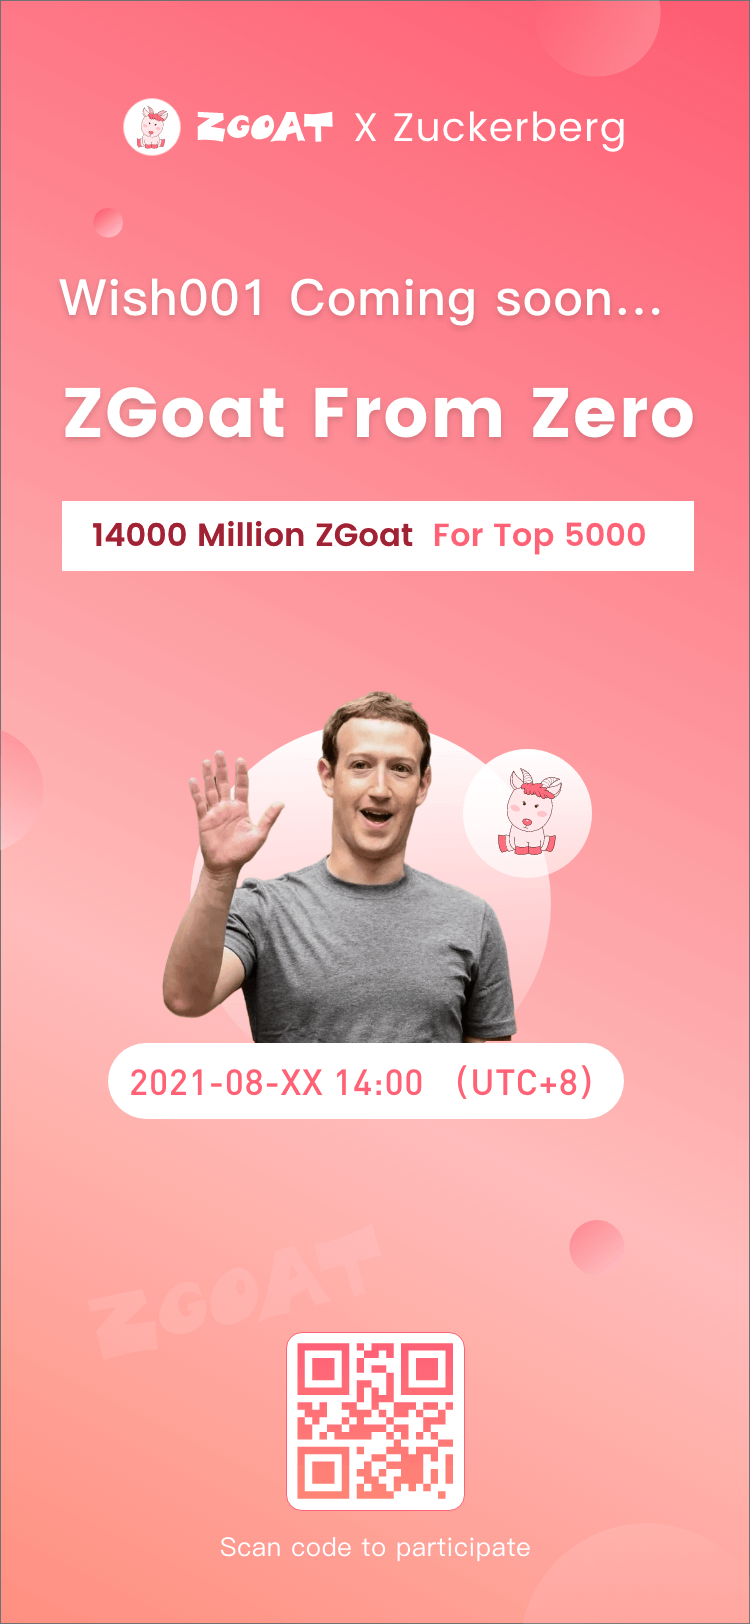 ZGOAT X Zuckerberg
Wish001 Coming soon...
ZGoat From Zero
14000 Million ZGoat For Top 5000
2021-08-XX 14:00 （UTC+8）
ZGOAT
Scan code to participate